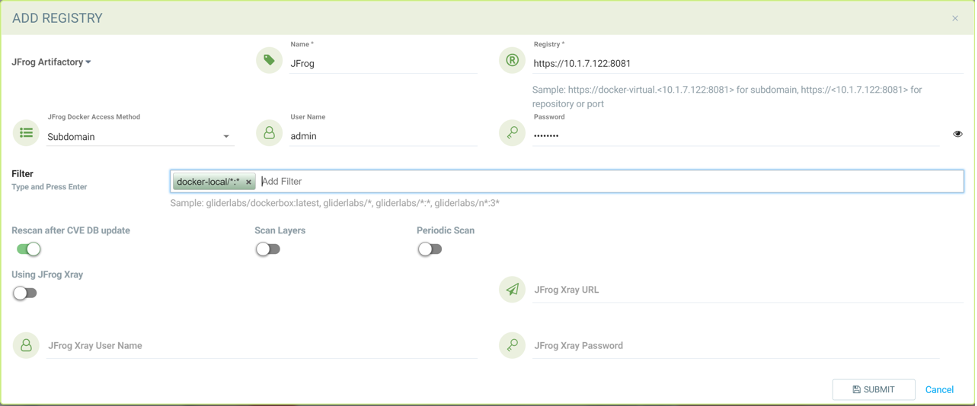 ADD REGISTRY ×
JFrog Artifactory
Name *
JFrog
Registry *
https://10.1.7.122:8081
Sample: https://docker-virtual.<10.1.7.122:8081> for subdomain, https://<10.1.7.122:8081> for
repository or port
JFrog Docker Access Method
Subdomain
User Name
admin
Password
••••••••
Filter
Type and Press Enter
docker-local/*:* × Add Filter
Sample: gliderlabs/dockerbox:latest, gliderlabs/*, gliderlabs/*:*, gliderlabs/n*:3*
Rescan after CVE DB update
Scan Layers
Periodic Scan
Using JFrog Xray
JFrog Xray URL
JFrog Xray User Name
JFrog Xray Password
SUBMIT
Cancel